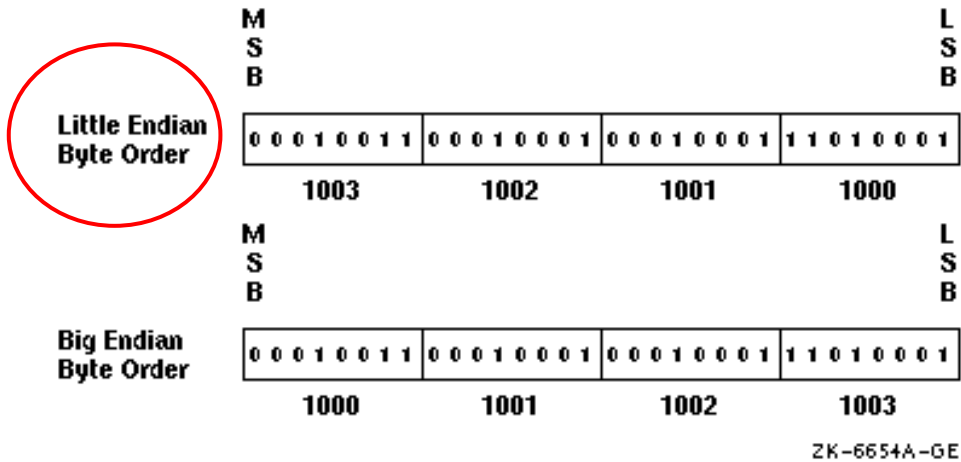 M L
S S
B B
Little Endian
Byte Order
0 0 0 1 0 0 1 1 0 0 0 1 0 0 0 1 0 0 0 1 0 0 0 1 1 1 0 1 0 0 0 1
1003 1002 1001 1000
M L
S S
B B
Big Endian
Byte Order
0 0 0 1 0 0 1 1 0 0 0 1 0 0 0 1 0 0 0 1 0 0 0 1 1 1 0 1 0 0 0 1
1000 1001 1002 1003
ZK-6654A-GE